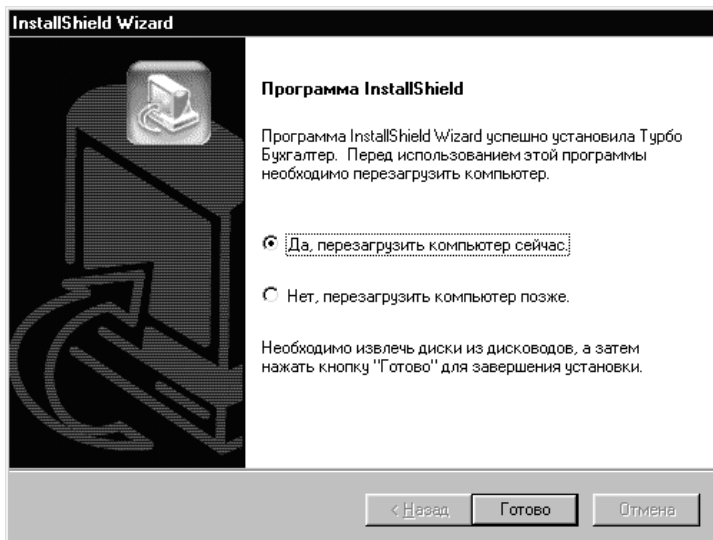 InstallShield Wizard
Программа InstallShield
Программа InstallShield Wizard успешно установила Турбо
Бухгалтер. Перед использованием этой программы
необходимо перезагрузить компьютер.
Да, перезагрузить компьютер сейчас.
Нет, перезагрузить компьютер позже.
Необходимо извлечь диски из дисководов, а затем
нажать кнопку "Готово" для завершения установки.
< Назад Готово Отмена